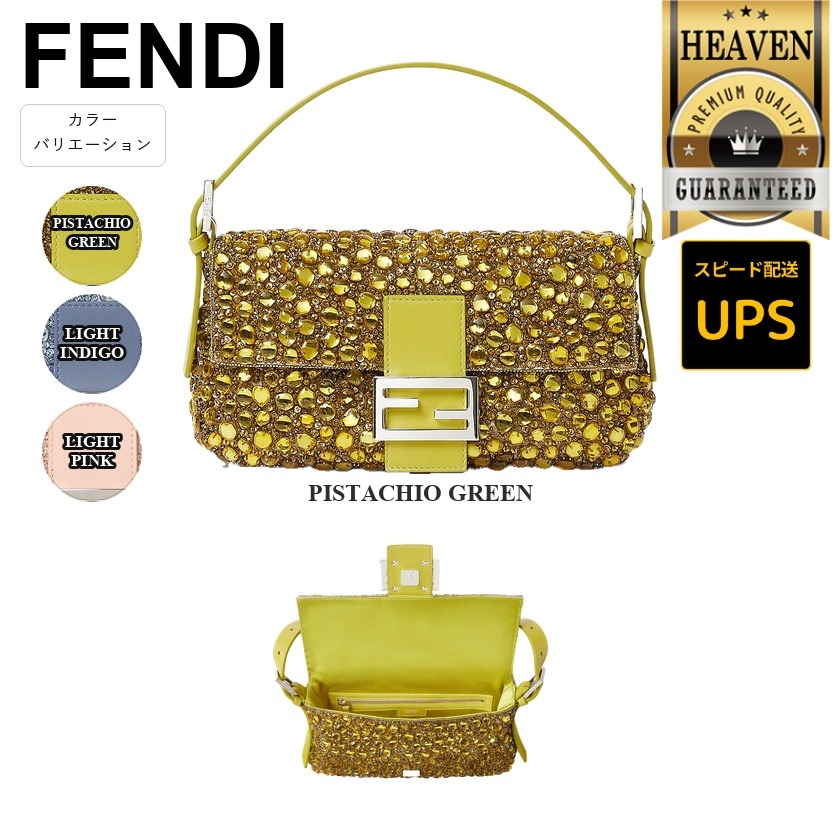 FENDI
カラー
バリエーション
PISTACHIO
GREEN
LIGHT
INDIGO
LIGHT
PINK
PISTACHIO GREEN
HEAVEN
PREMIUM QUALITY
GUARANTEED
スピード配送
UPS